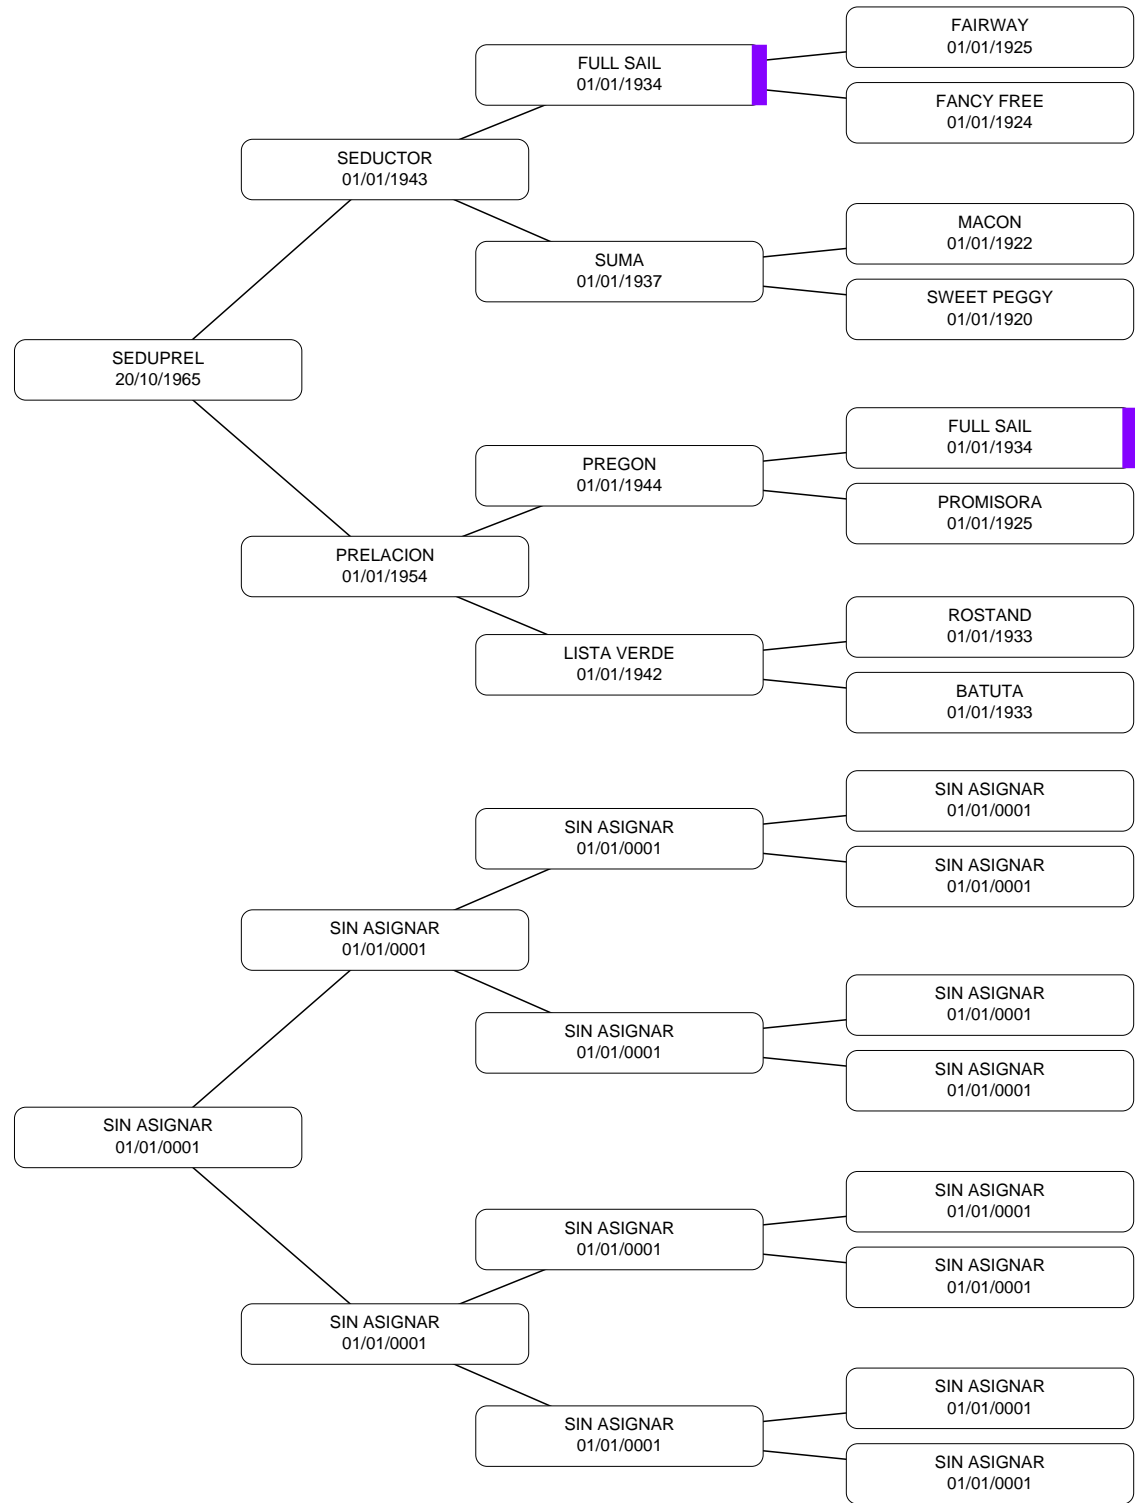 FAIRWAY
01/01/1925
FULL SAIL
01/01/1934
FANCY FREE
01/01/1924
SEDUCTOR
01/01/1943
MACON
01/01/1922
SUMA
01/01/1937
SWEET PEGGY
01/01/1920
SEDUPREL
20/10/1965
FULL SAIL
01/01/1934
PREGON
01/01/1944
PROMISORA
01/01/1925
PRELACION
01/01/1954
ROSTAND
01/01/1933
LISTA VERDE
01/01/1942
BATUTA
01/01/1933
SIN ASIGNAR
01/01/0001
SIN ASIGNAR
01/01/0001
SIN ASIGNAR
01/01/0001
SIN ASIGNAR
01/01/0001
SIN ASIGNAR
01/01/0001
SIN ASIGNAR
01/01/0001
SIN ASIGNAR
01/01/0001
SIN ASIGNAR
01/01/0001
SIN ASIGNAR
01/01/0001
SIN ASIGNAR
01/01/0001
SIN ASIGNAR
01/01/0001
SIN ASIGNAR
01/01/0001
SIN ASIGNAR
01/01/0001
SIN ASIGNAR
01/01/0001
SIN ASIGNAR
01/01/0001